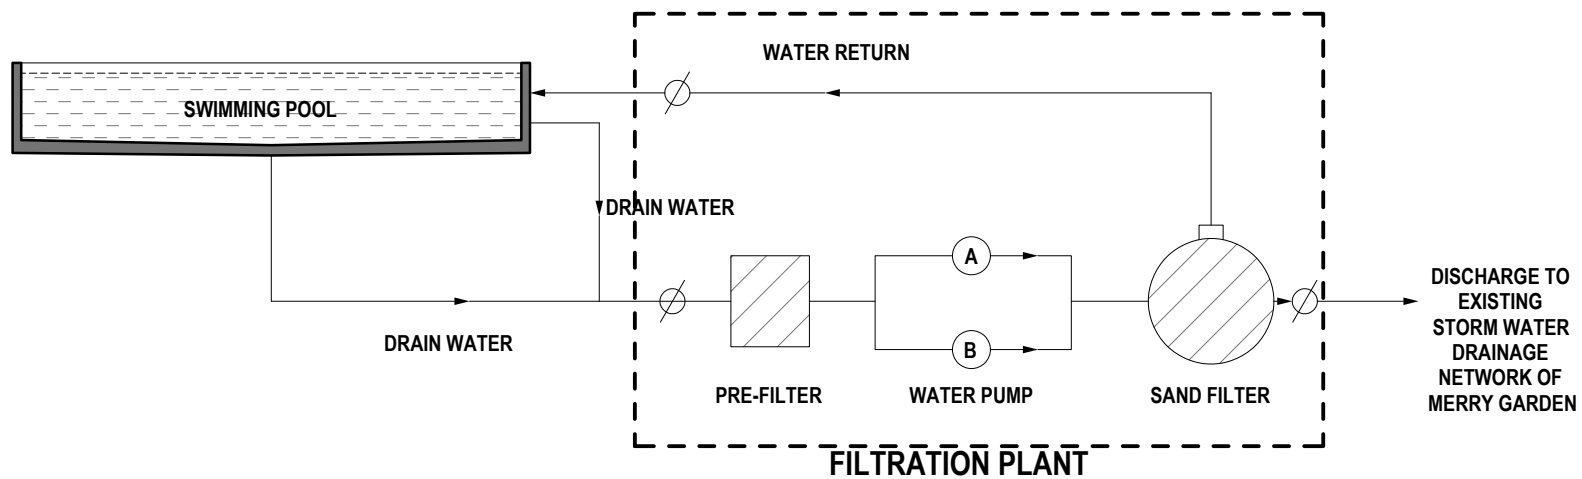 WATER RETURN
SWIMMING POOL
DRAIN WATER
A
DISCHARGE TO
EXISTING
STORM WATER
DRAINAGE
NETWORK OF
MERRY GARDEN
DRAIN WATER
B
PRE-FILTER
WATER PUMP
SAND FILTER
FILTRATION PLANT